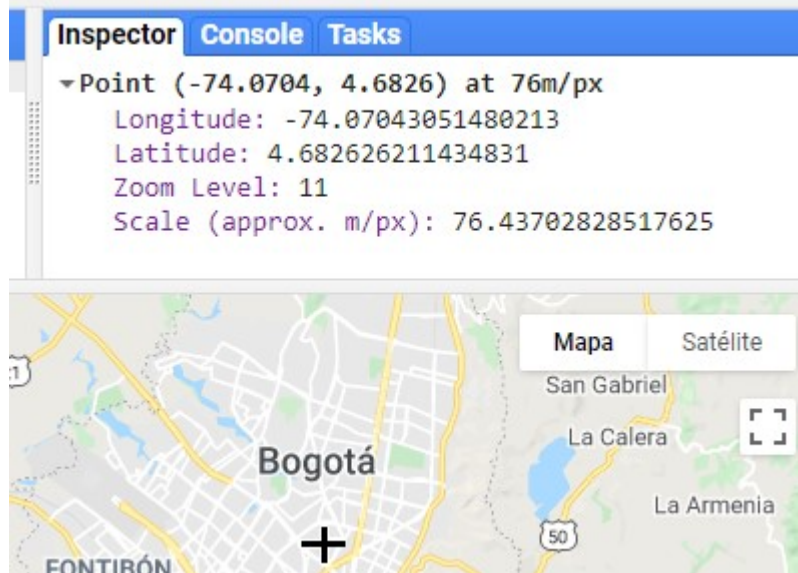 Inspector Console Tasks
Point (-74.0704, 4.6826) at 76m/px
Longitude: -74.07043051480213
Latitude: 4.682626211434831
Zoom Level: 11
Scale (approx. m/px): 76.43702828517625
Mapa Satélite
San Gabriel
La Calera
Bogotá
La Armenia
50
FONTIBÓN